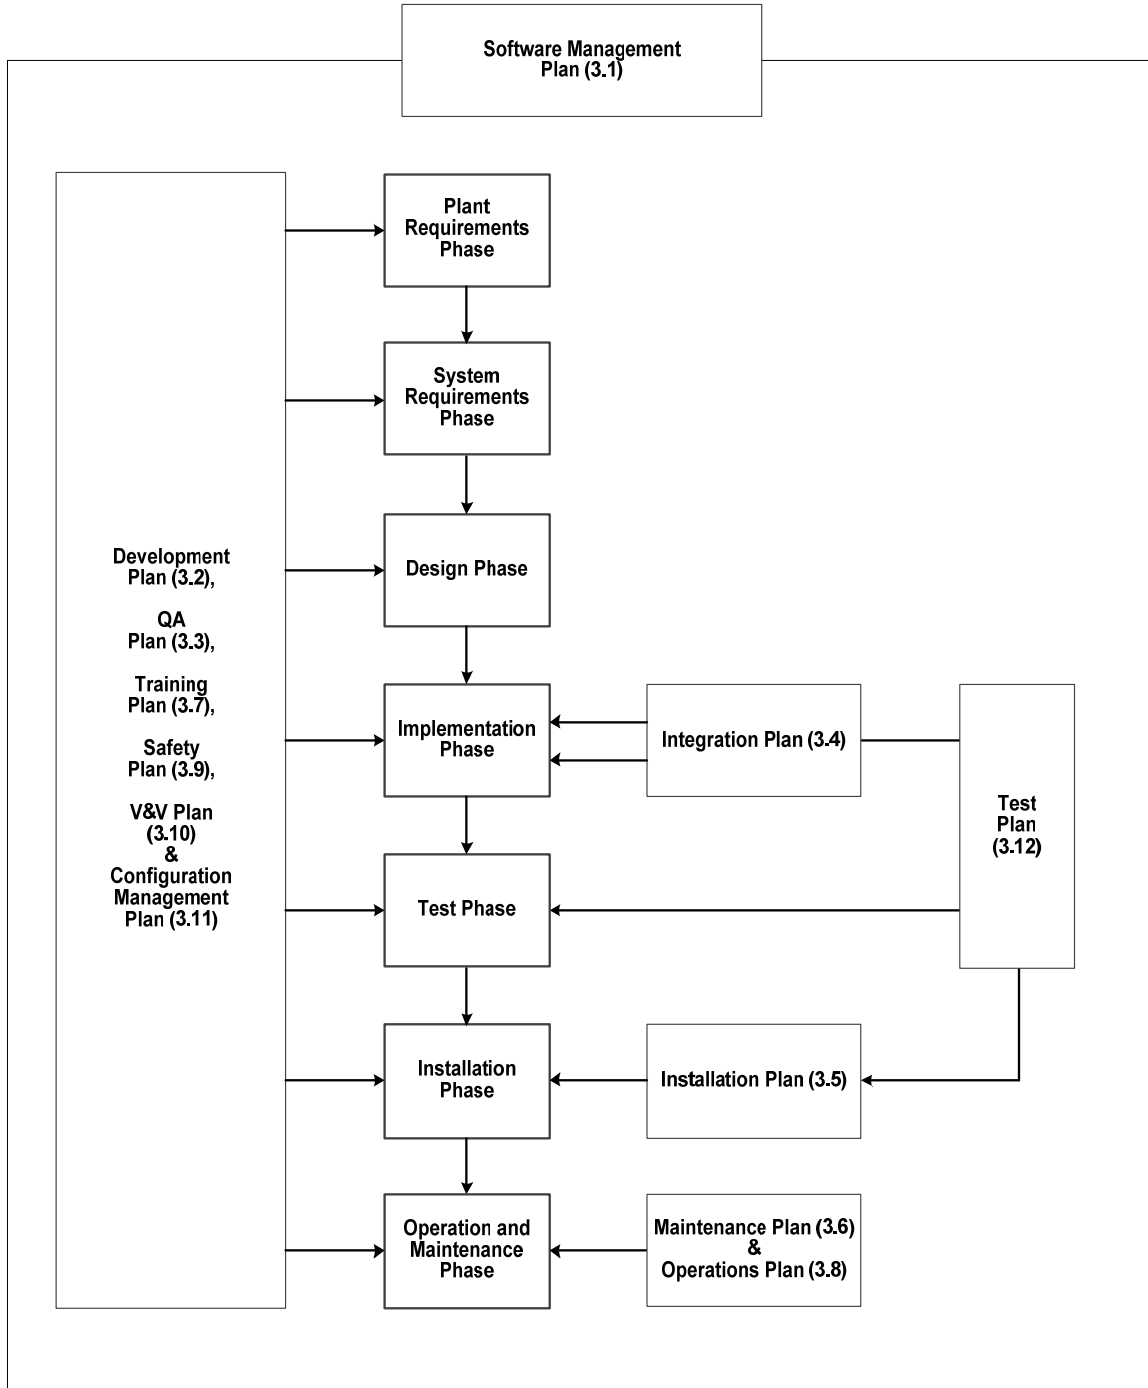 Software Management
Plan (3.1)
Plant
Requirements
Phase
System
Requirements
Phase
Design Phase
Development
Plan (3.2),
QA
Plan (3.3),
Training
Plan (3.7),
Safety
Plan (3.9),
V&V Plan
(3.10)
&
Configuration
Management
Plan (3.11)
Implementation
Phase
Integration Plan (3.4)
Test
Plan
(3.12)
Test Phase
Installation
Phase
Installation Plan (3.5)
Operation and
Maintenance
Phase
Maintenance Plan (3.6)
&
Operations Plan (3.8)